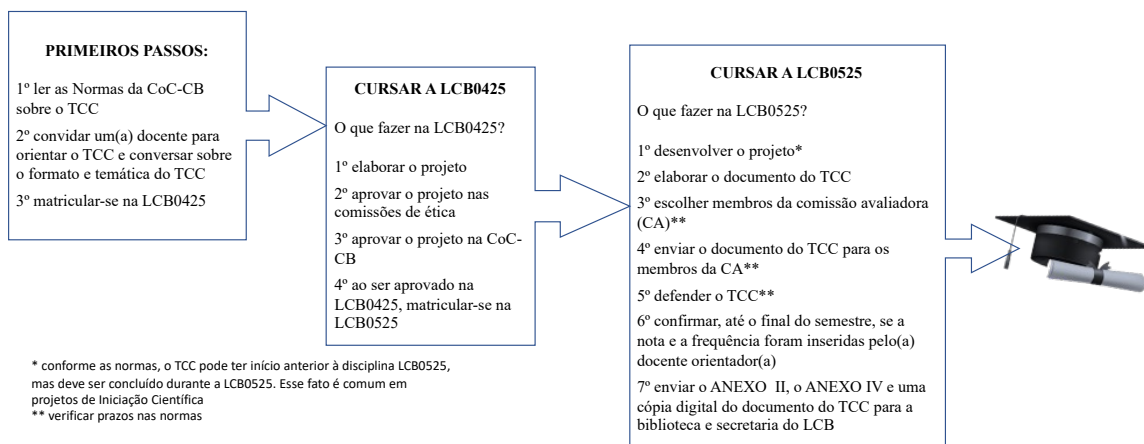 PRIMEIROS PASSOS:
1º ler as Normas da CoC-CB
sobre o TCC
2º convidar um(a) docente para
orientar o TCC e conversar sobre
o formato e temática do TCC
3º matricular-se na LCB0425
CURSAR A LCB0425
O que fazer na LCB0425?
1º elaborar o projeto
2º aprovar o projeto nas
comissões de ética
3º aprovar o projeto na CoC-
CB
4º ao ser aprovado na
LCB0425, matricular-se na
LCB0525
CURSAR A LCB0525
O que fazer na LCB0525?
1º desenvolver o projeto*
2º elaborar o documento do TCC
3º escolher membros da comissão avaliadora
(CA)**
4º enviar o documento do TCC para os
membros da CA**
5º defender o TCC**
6º confirmar, até o final do semestre, se a
nota e a frequência foram inseridas pelo(a)
docente orientador(a)
7º enviar o ANEXO II, o ANEXO IV e uma
cópia digital do documento do TCC para a
biblioteca e secretaria do LCB
* conforme as normas, o TCC pode ter início anterior à disciplina LCB0525,
mas deve ser concluído durante a LCB0525. Esse fato é comum em
projetos de Iniciação Científica
** verificar prazos nas normas